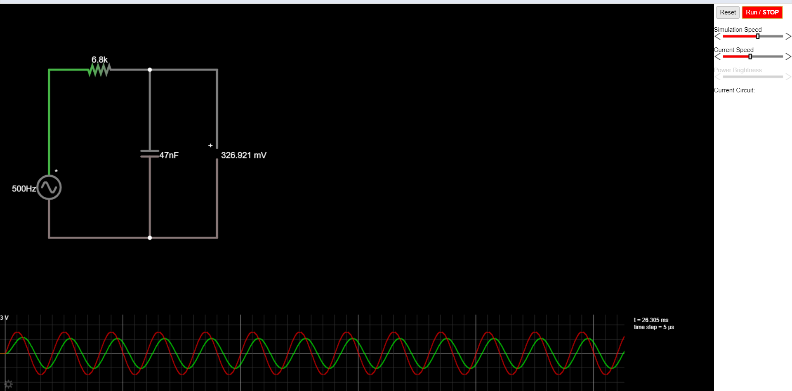 Reset
Run / STOP
Simulation Speed
Current Speed
Power Brightness
Current Circuit:
6.8k
47nF
+
326.921 mV
500Hz
3 V
t = 26.305 ms
time step = 5 µs